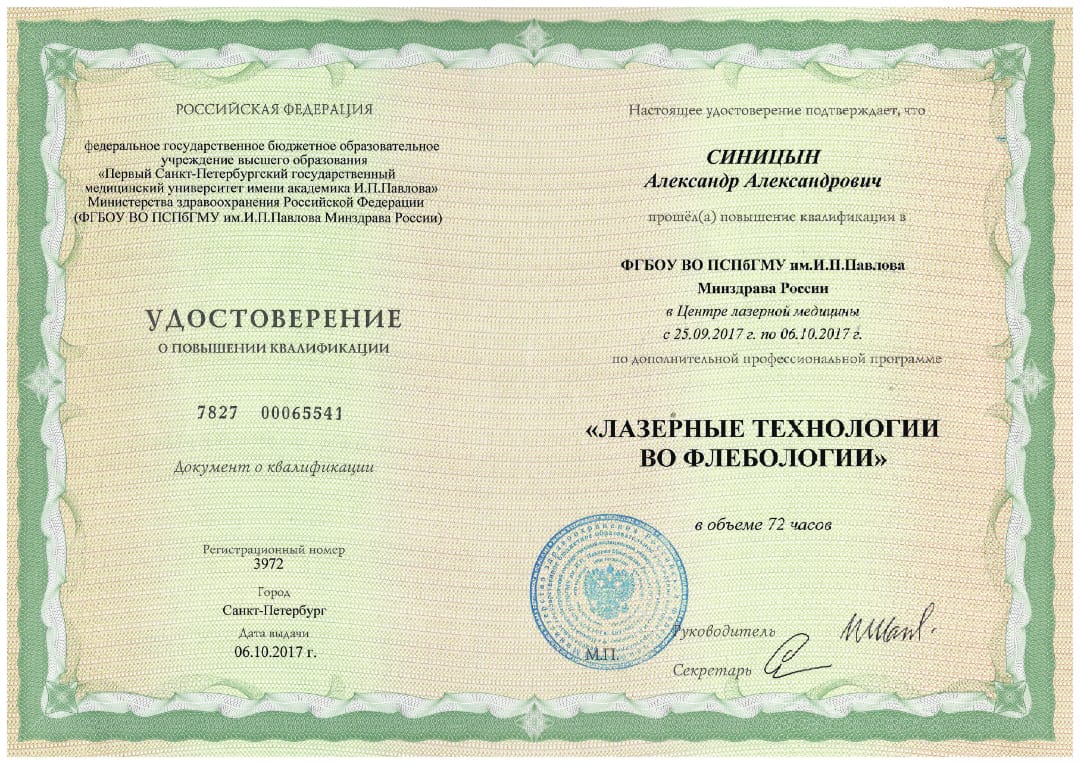 РОССИЙСКАЯ ФЕДЕРАЦИЯ
федеральное государственное бюджетное образовательное
учреждение высшего образования
«Первый Санкт-Петербургский государственный
медицинский университет имени академика И.П.Павлова»
Министерства здравоохранения Российской Федерации
(ФГБОУ ВО ПСПбГМУ им.И.П.Павлова Минздрава России)
УДОСТОВЕРЕНИЕ
О ПОВЫШЕНИИ КВАЛИФИКАЦИИ
7827 00065541
Документ о квалификации
Регистрационный номер
3972
Город
Санкт-Петербург
Дата выдачи
06.10.2017 г.
Настоящее удостоверение подтверждает, что
СИНИЦЫН
Александр Александрович
прошёл(а) повышение квалификации в
ФГБОУ ВО ПСПбГМУ им.И.П.Павлова
Минздрава России
в Центре лазерной медицины
с 25.09.2017 г. по 06.10.2017 г.
по дополнительной профессиональной программе
«ЛАЗЕРНЫЕ ТЕХНОЛОГИИ
ВО ФЛЕБОЛОГИИ»
в объеме 72 часов
Руководитель
М.П.
Секретарь